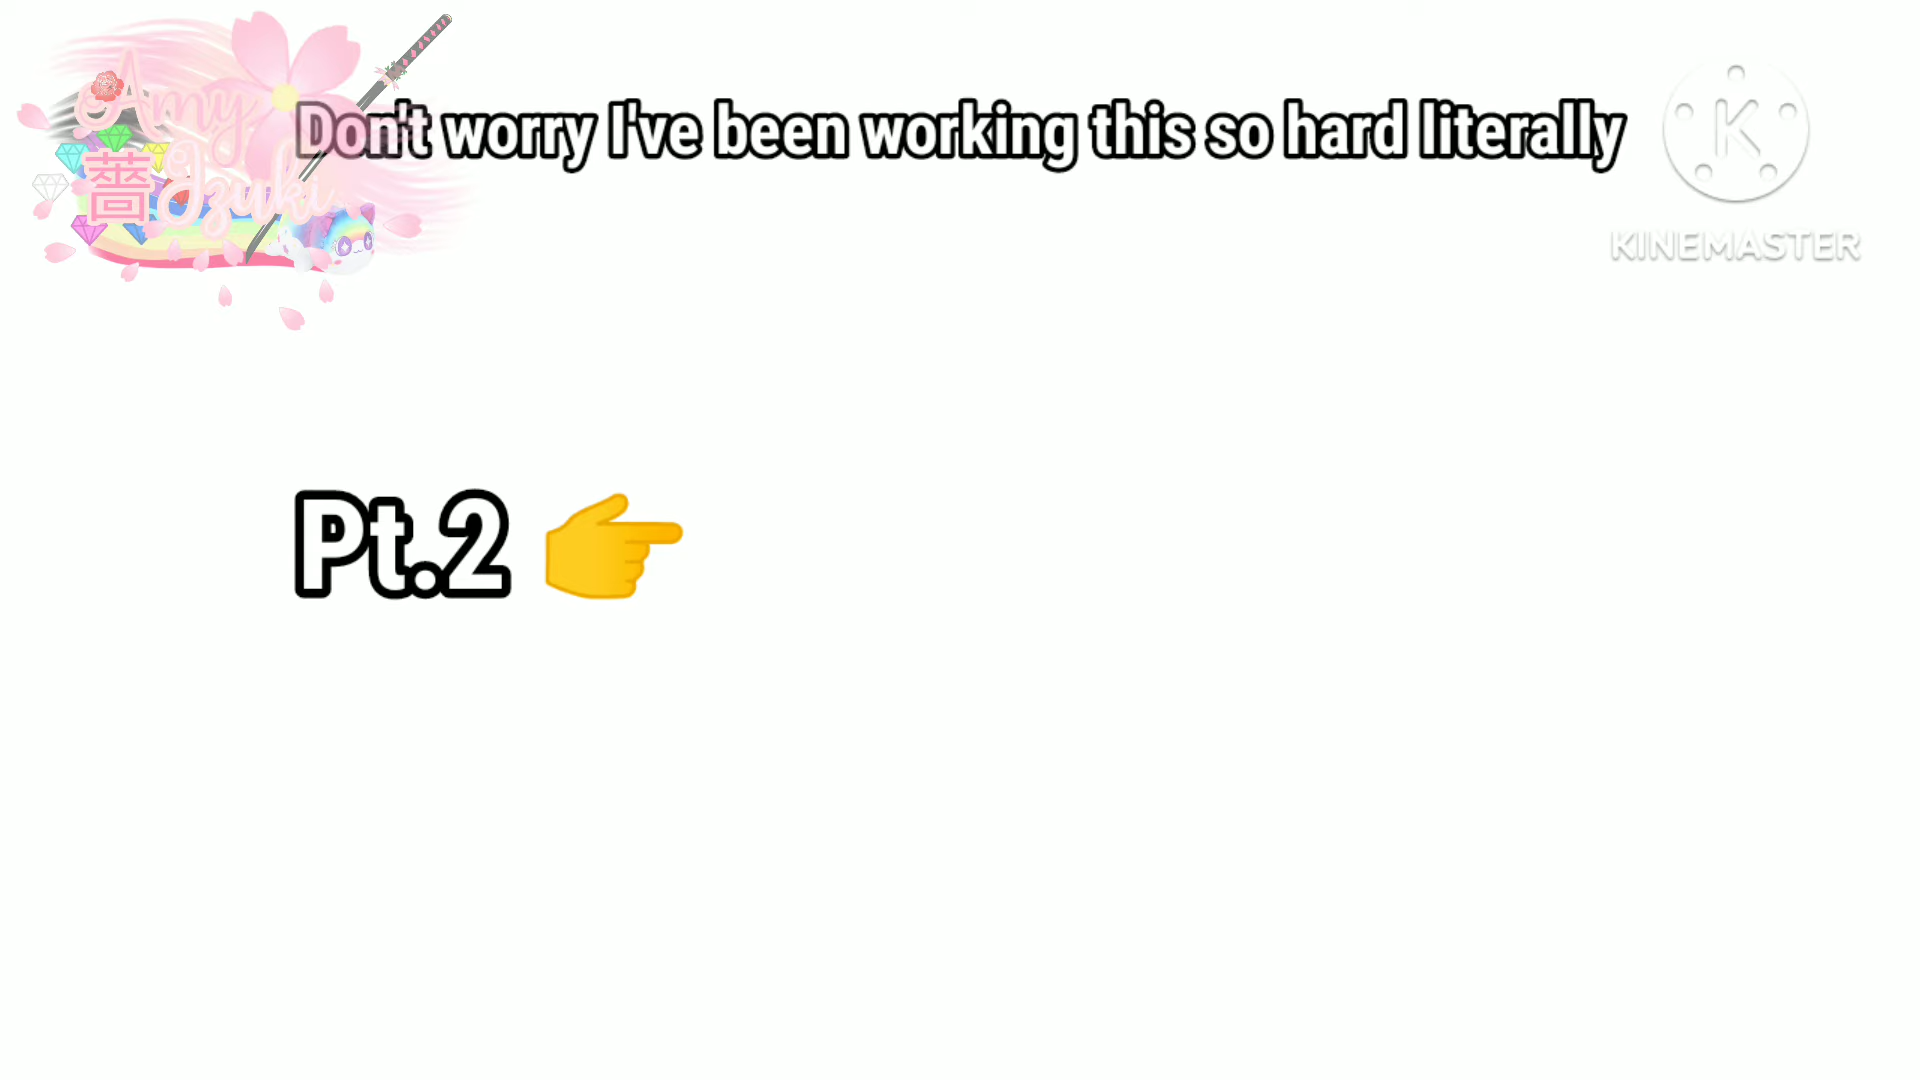 Amy
薔 Izuki
Don't worry I've been working this so hard literally
K
KINEMASTER
Pt.2 👉